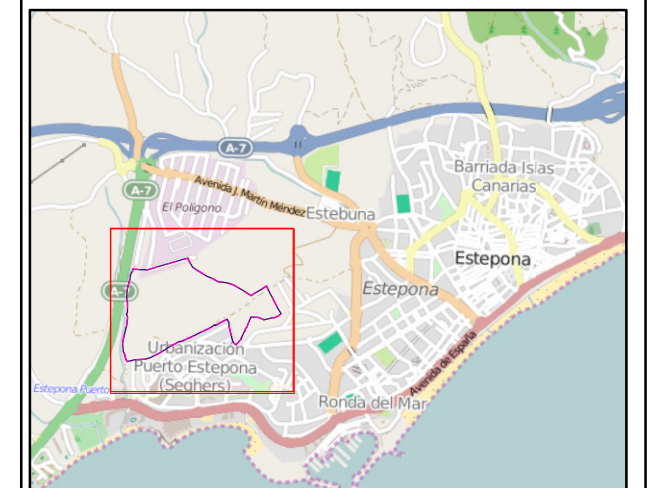 A-7
Barriada Islas
Canarias
A-7
Avenida J. Martín Méndez
El Poligono
Estebuna
Estepona
Estepona
A-7
Urbanización
Puerto Estepona
(Seghers)
Estepona Puerto
Avenida de España
Ronda del Mar